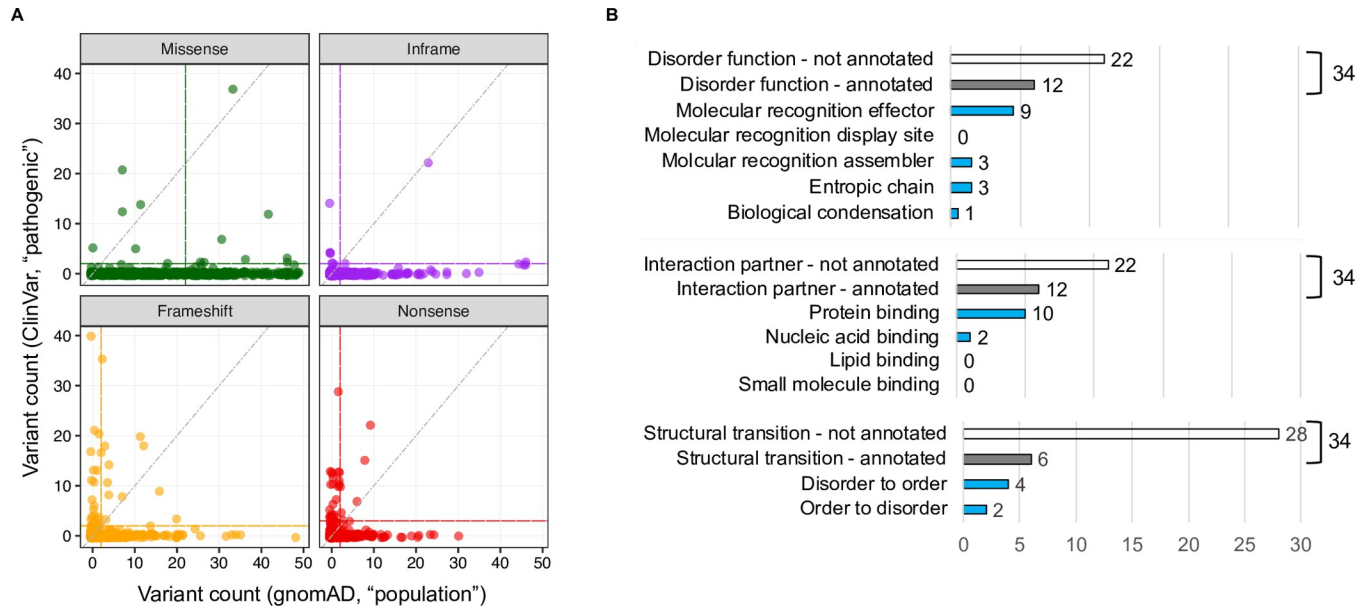 A
B
Missense
Inframe
40
30
20
10
0
Frameshift
Nonsense
40
30
20
10
0
0 10 20 30 40 50 0 10 20 30 40 50
Variant count (ClinVar, “pathogenic”)
Variant count (gnomAD, “population”)
Disorder function - not annotated 22
Disorder function - annotated 12
34
Molecular recognition effector 9
Molecular recognition display site 0
Molcular recognition assembler 3
Entropic chain 3
Biological condensation 1
Interaction partner - not annotated 22
Interaction partner - annotated 12
34
Protein binding 10
Nucleic acid binding 2
Lipid binding 0
Small molecule binding 0
Structural transition - not annotated 28
Structural transition - annotated 6
34
Disorder to order 4
Order to disorder 2
0 5 10 15 20 25 30